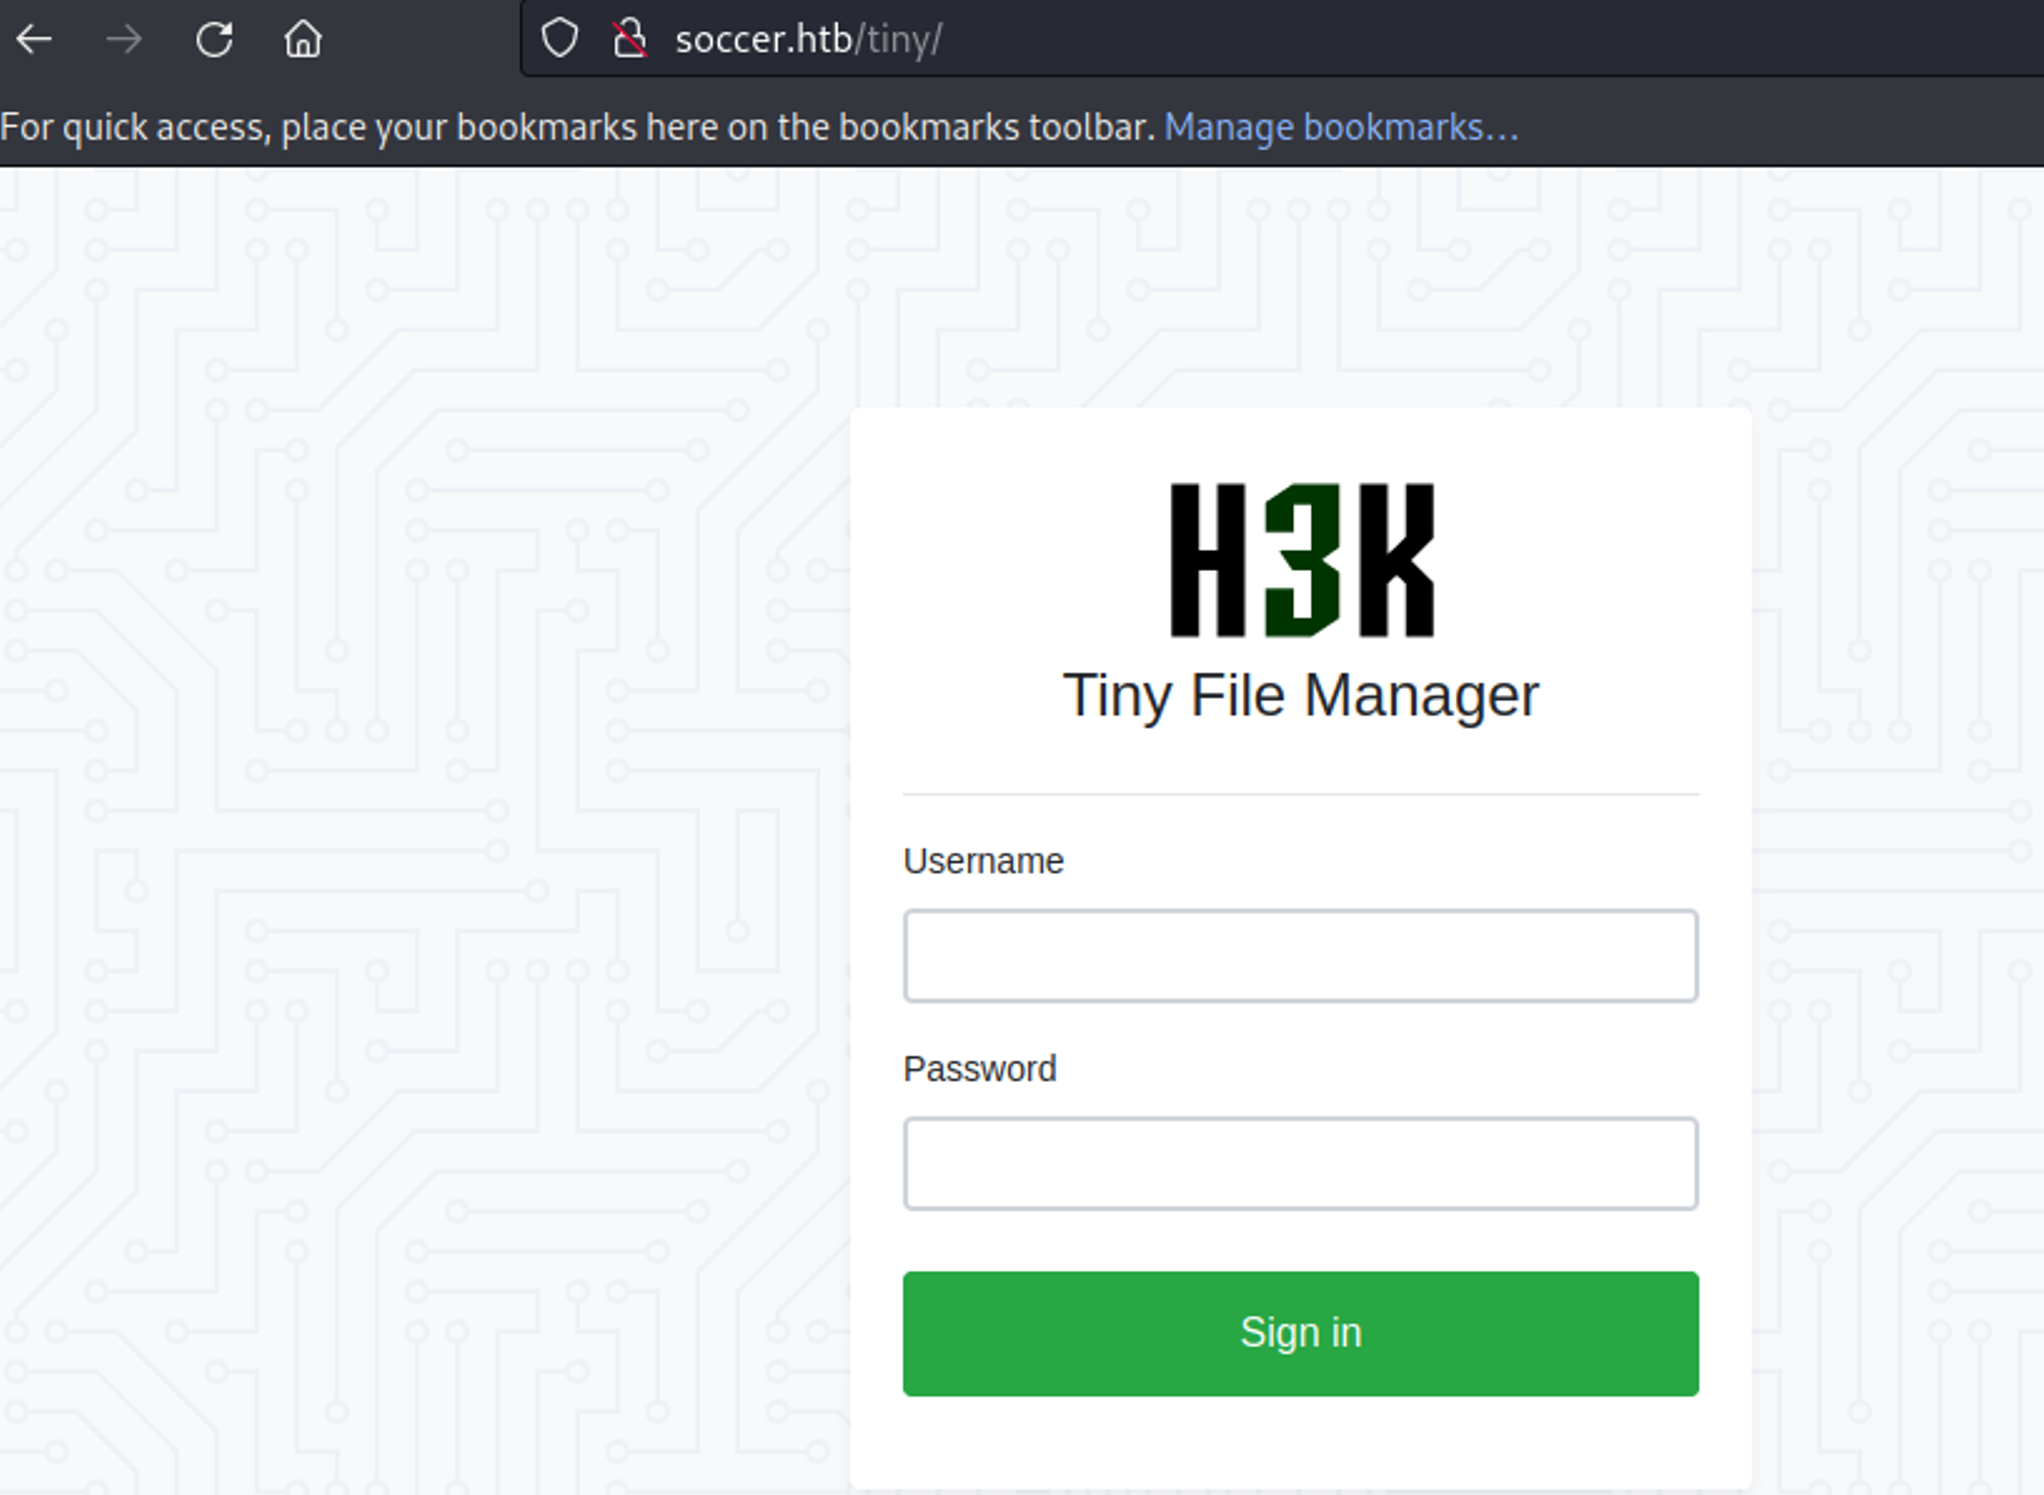 soccer.htb/tiny/
For quick access, place your bookmarks here on the bookmarks toolbar. Manage bookmarks...
H3K
Tiny File Manager
Username
Password
Sign in